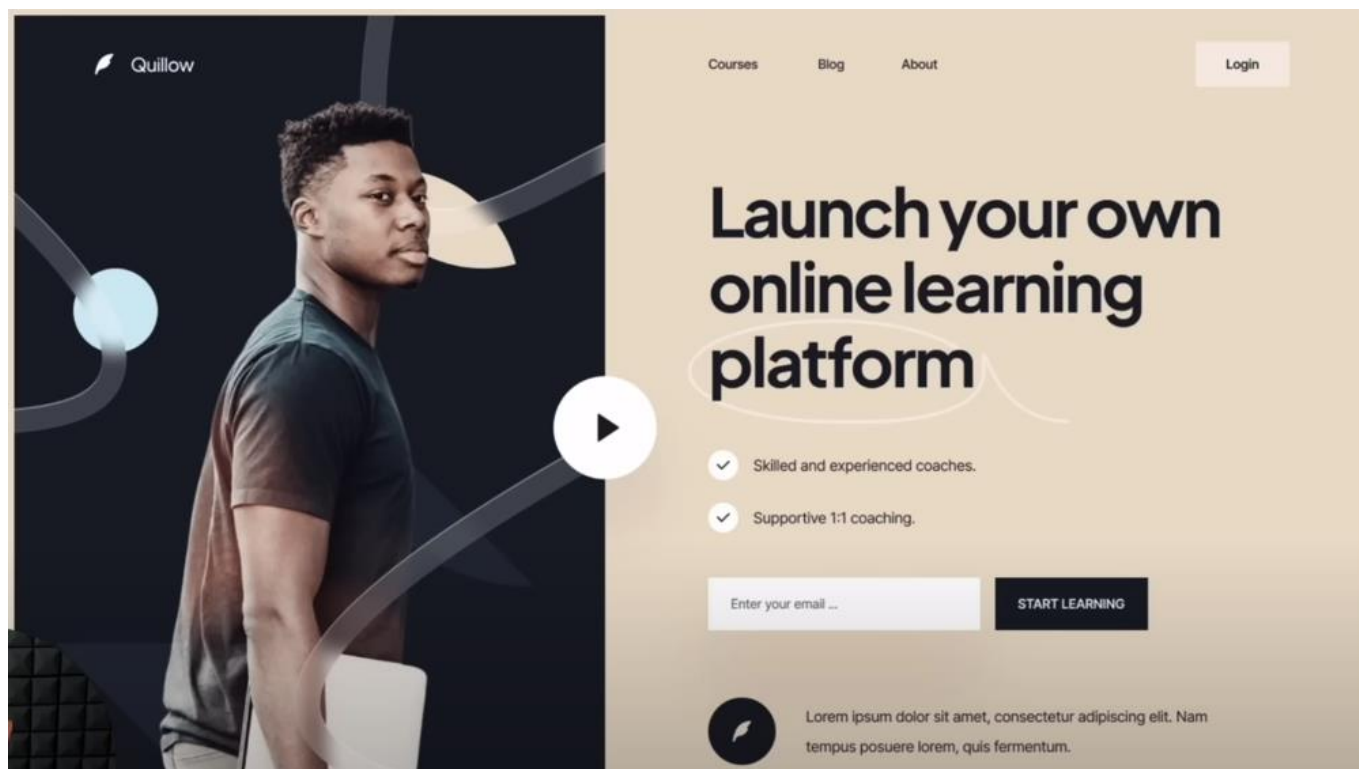 Quillow
Courses
Blog
About
Login
Launch your own
online learning
platform
Skilled and experienced coaches.
Supportive 1:1 coaching.
Enter your email ...
START LEARNING
Lorem ipsum dolor sit amet, consectetur adipiscing elit. Nam
tempus posuere lorem, quis fermentum.